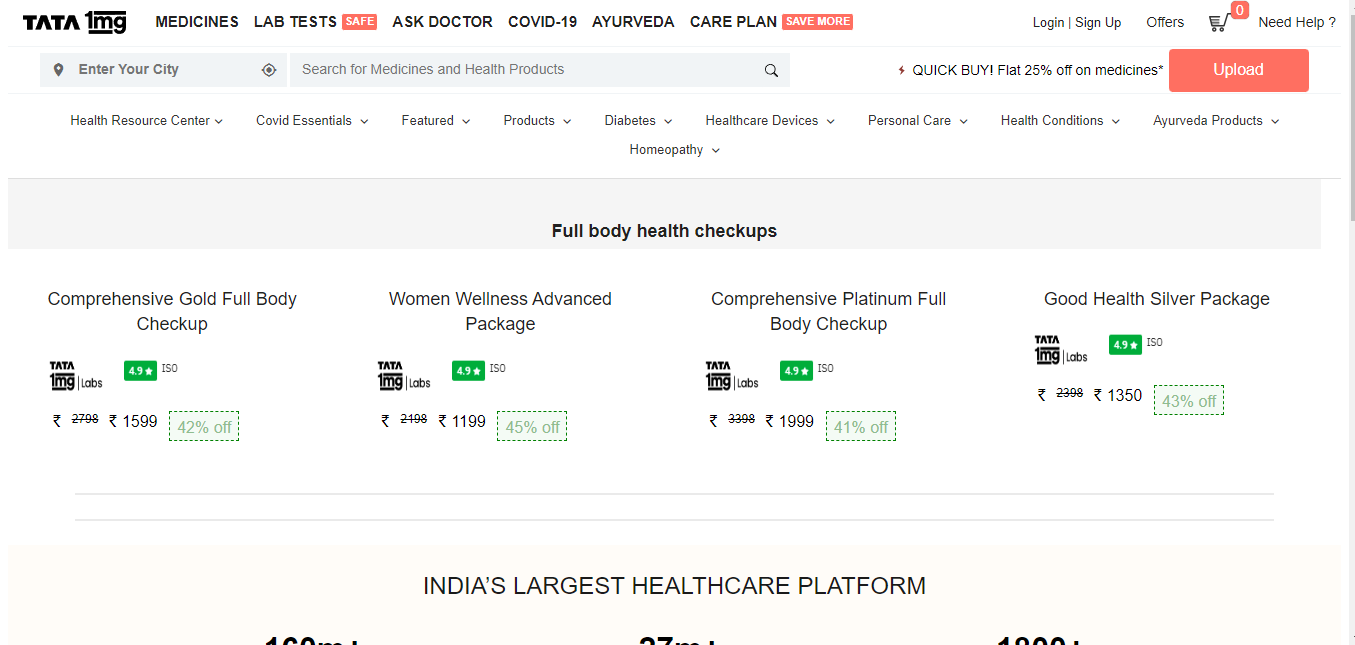 TATA 1mg MEDICINES LAB TESTS SAFE ASK DOCTOR COVID-19 AYURVEDA CARE PLAN SAVE MORE Login | Sign Up Offers 0 Need Help ?
Enter Your City Search for Medicines and Health Products QUICK BUY! Flat 25% off on medicines* Upload
Health Resource Center Covid Essentials Featured Products Diabetes Healthcare Devices Personal Care Health Conditions Ayurveda Products
Homeopathy
Full body health checkups
Comprehensive Gold Full Body
Checkup
TATA
1mg | Labs 4.9 ★ ISO
₹ 2798 ₹ 1599 42% off
Women Wellness Advanced
Package
TATA
1mg | Labs 4.9 ★ ISO
₹ 2198 ₹ 1199 45% off
Comprehensive Platinum Full
Body Checkup
TATA
1mg | Labs 4.9 ★ ISO
₹ 3398 ₹ 1999 41% off
Good Health Silver Package
TATA
1mg | Labs 4.9 ★ ISO
₹ 2398 ₹ 1350 43% off
INDIA’S LARGEST HEALTHCARE PLATFORM